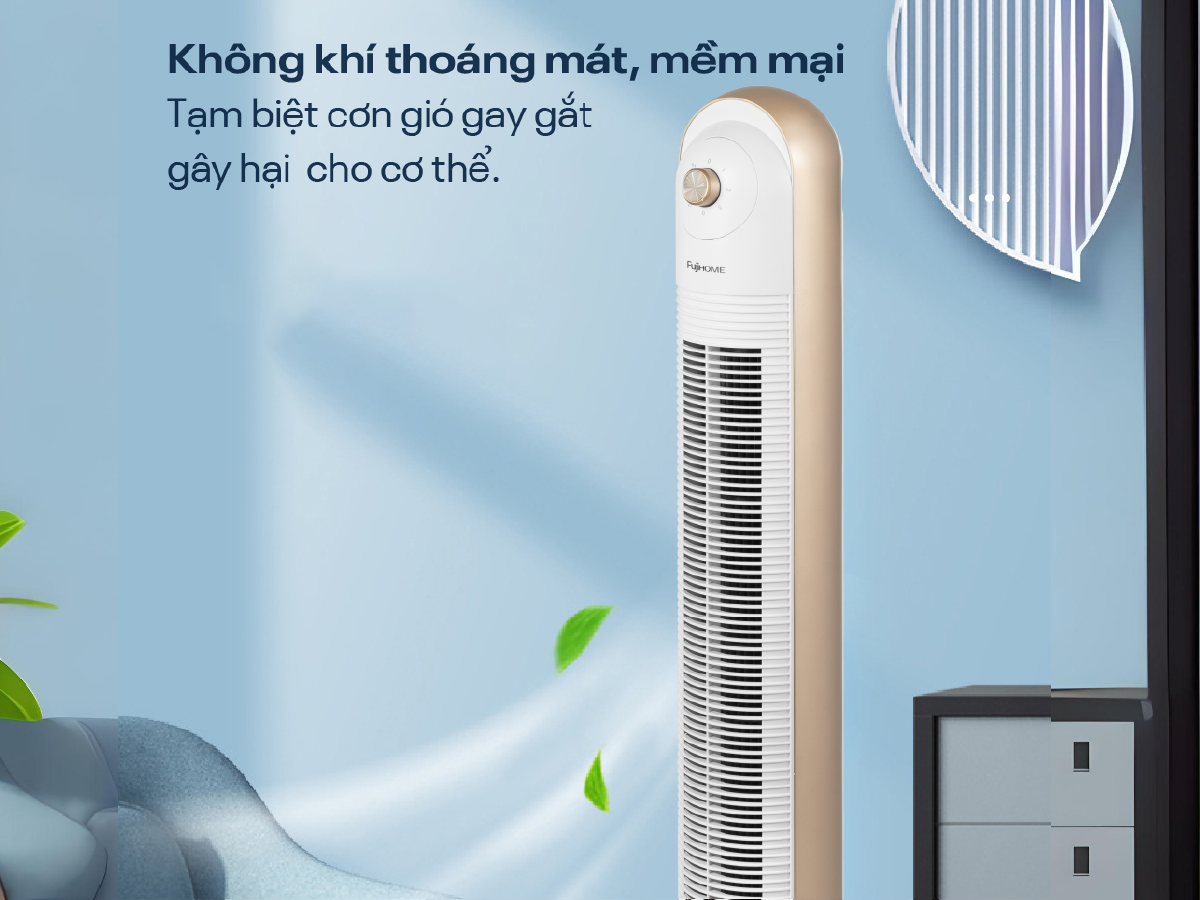 Không khí thoáng mát, mềm mại
Tạm biệt cơn gió gay gắt
gây hại cho cơ thể.
FujiHOME